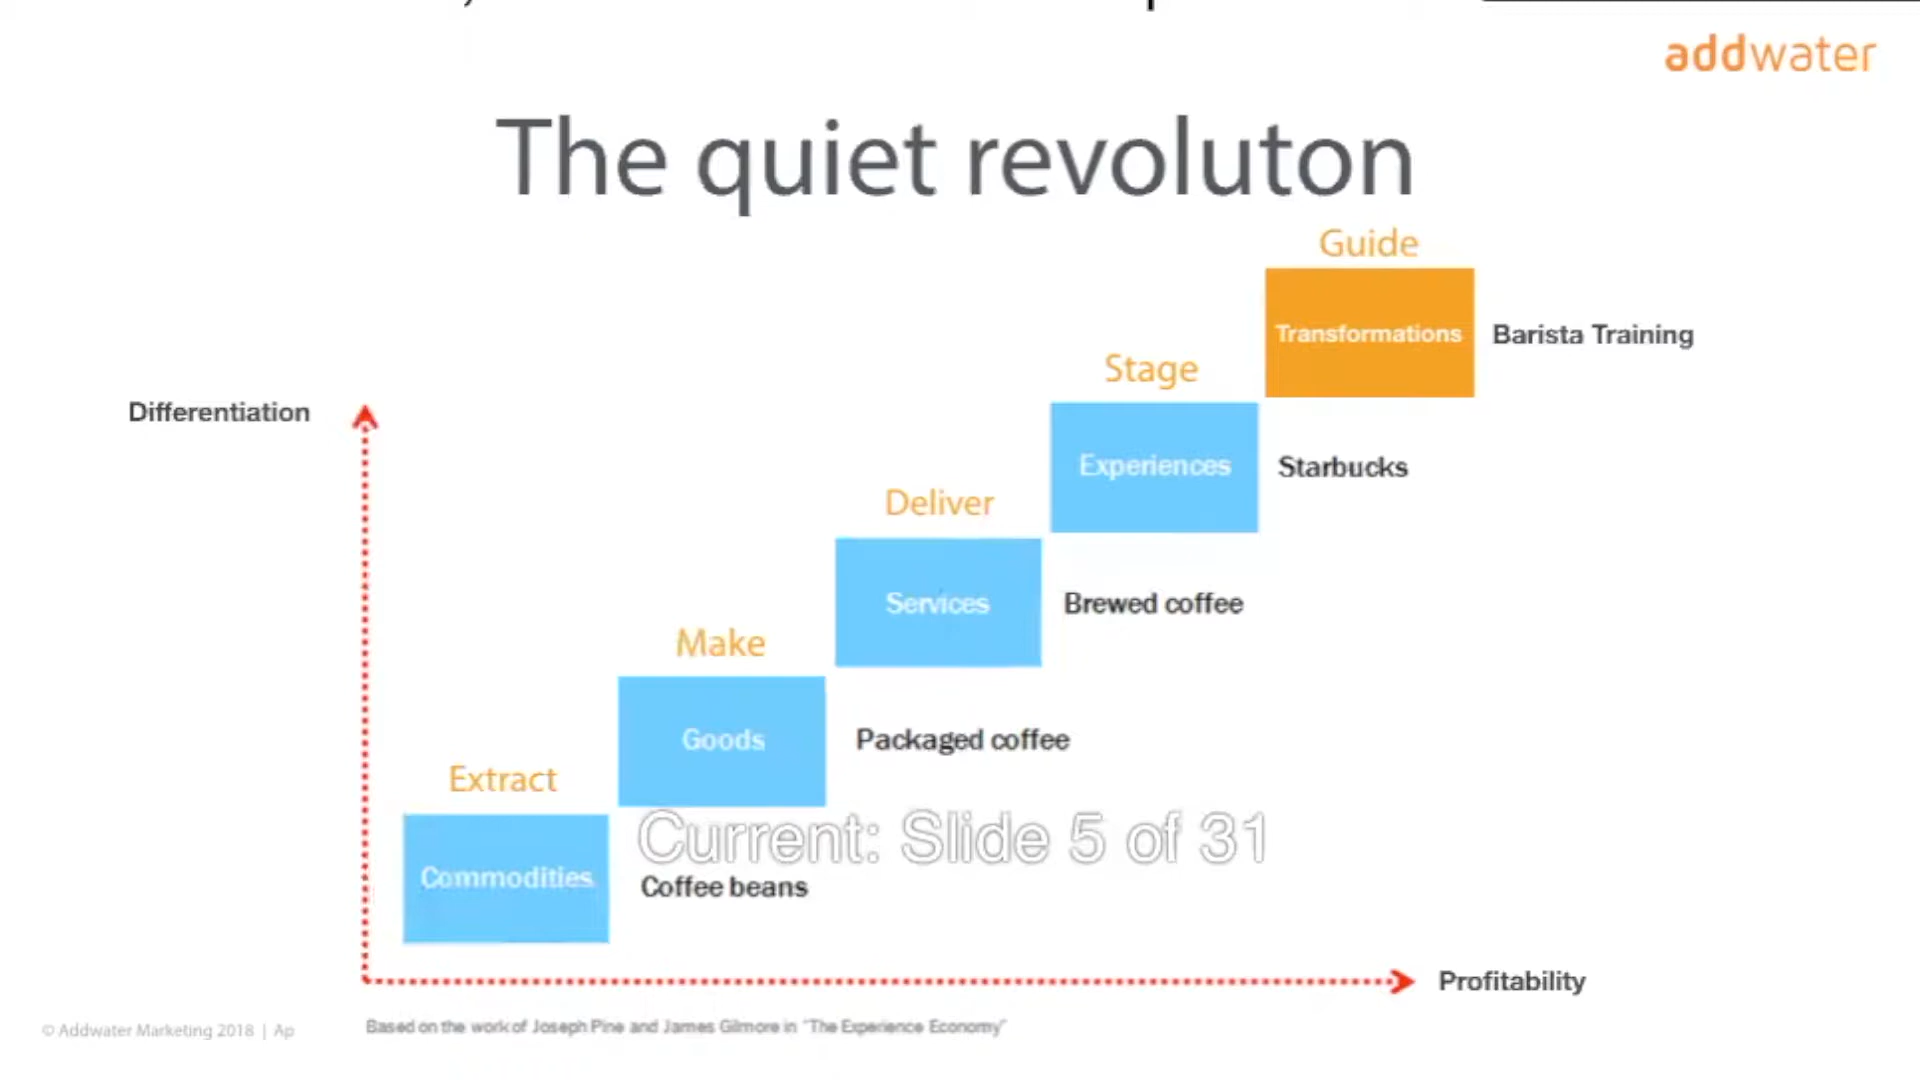 addwater
The quiet revoluton
Guide
Transformations
Barista Training
Stage
Differentiation
Experiences
Starbucks
Deliver
Services
Brewed coffee
Make
Goods
Packaged coffee
Extract
Current: Slide 5 of 31
Commodities
Coffee beans
Profitability
© Addwater Marketing 2018 | Ap
Based on the work of Joseph Pine and James Gilmore in "The Experience Economy"